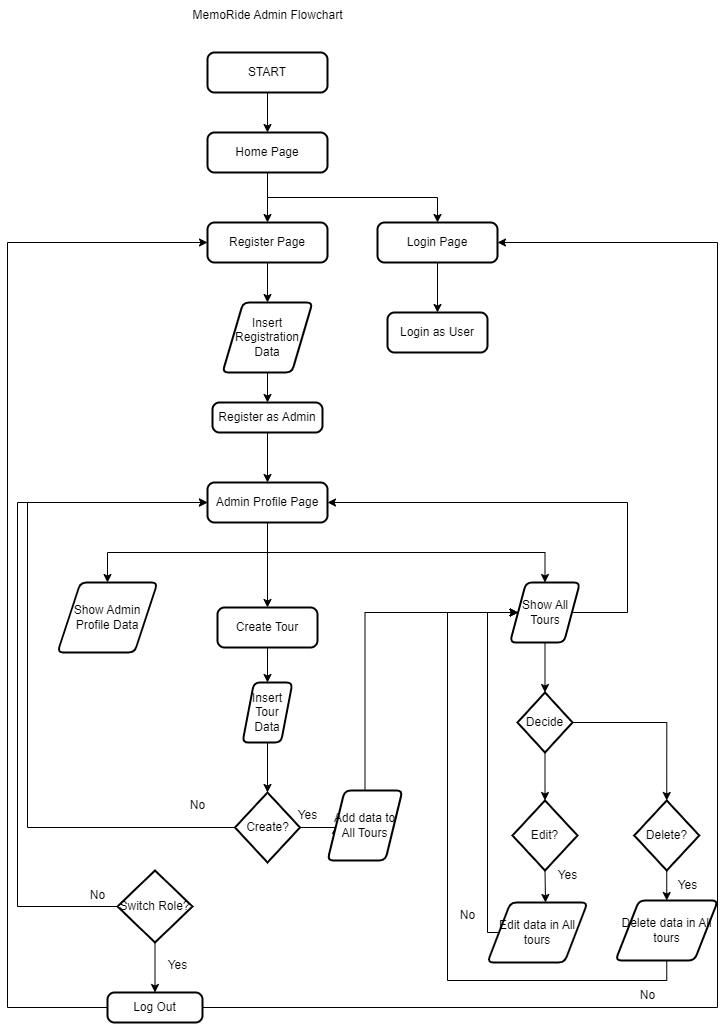 MemoRide Admin Flowchart
START
Home Page
Register Page
Login Page
Insert
Registration
Data
Login as User
Register as Admin
Admin Profile Page
Show Admin
Profile Data
Create Tour
Show All
Tours
Insert
Tour
Data
Decide
No
Create?
Yes
Add data to
All Tours
Edit?
Delete?
Yes
Yes
No
Switch Role?
No
Edit data in All
tours
Delete data in All
tours
Yes
No
Log Out